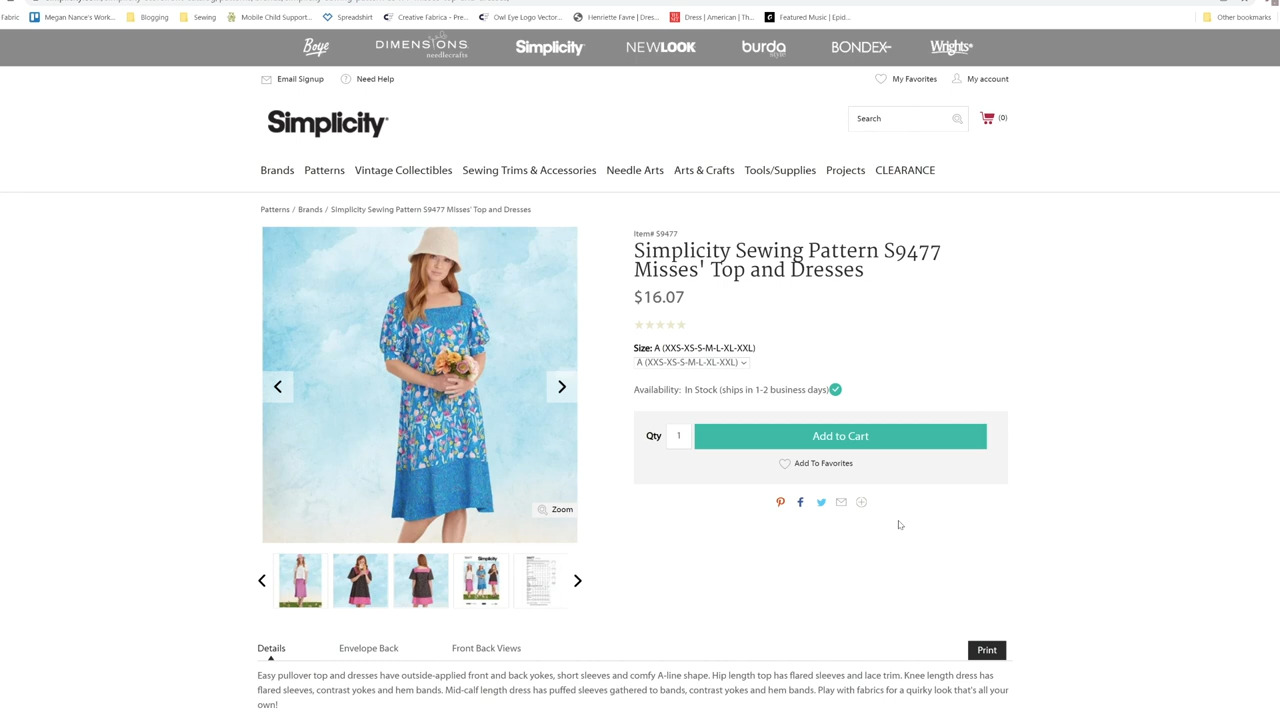 Fabric Megan Nance's Work... Blogging Sewing Mobile Child Support... Spreadshirt Creative Fabrica - Pre... Owl Eye Logo Vector... Henriette Favre | Dres... Dress | American | Th... Featured Music | Epid... Other bookmarks
Boye DIMENSIONS needlecrafts Simplicity NEWLOOK burda style BONDEX Wrights
Email Signup Need Help My Favorites My account
Simplicity
Search (0)
Brands Patterns Vintage Collectibles Sewing Trims & Accessories Needle Arts Arts & Crafts Tools/Supplies Projects CLEARANCE
Patterns / Brands / Simplicity Sewing Pattern S9477 Misses' Top and Dresses
Item# S9477
Simplicity Sewing Pattern S9477
Misses' Top and Dresses
$16.07
Size: A (XXS-XS-S-M-L-XL-XXL)
A (XXS-XS-S-M-L-XL-XXL)
Availability: In Stock (ships in 1-2 business days)
Qty 1 Add to Cart
Add To Favorites
Zoom
Simplicity
Details Envelope Back Front Back Views Print
Easy pullover top and dresses have outside-applied front and back yokes, short sleeves and comfy A-line shape. Hip length top has flared sleeves and lace trim. Knee length dress has
flared sleeves, contrast yokes and hem bands. Mid-calf length dress has puffed sleeves gathered to bands, contrast yokes and hem bands. Play with fabrics for a quirky look that's all your
own!